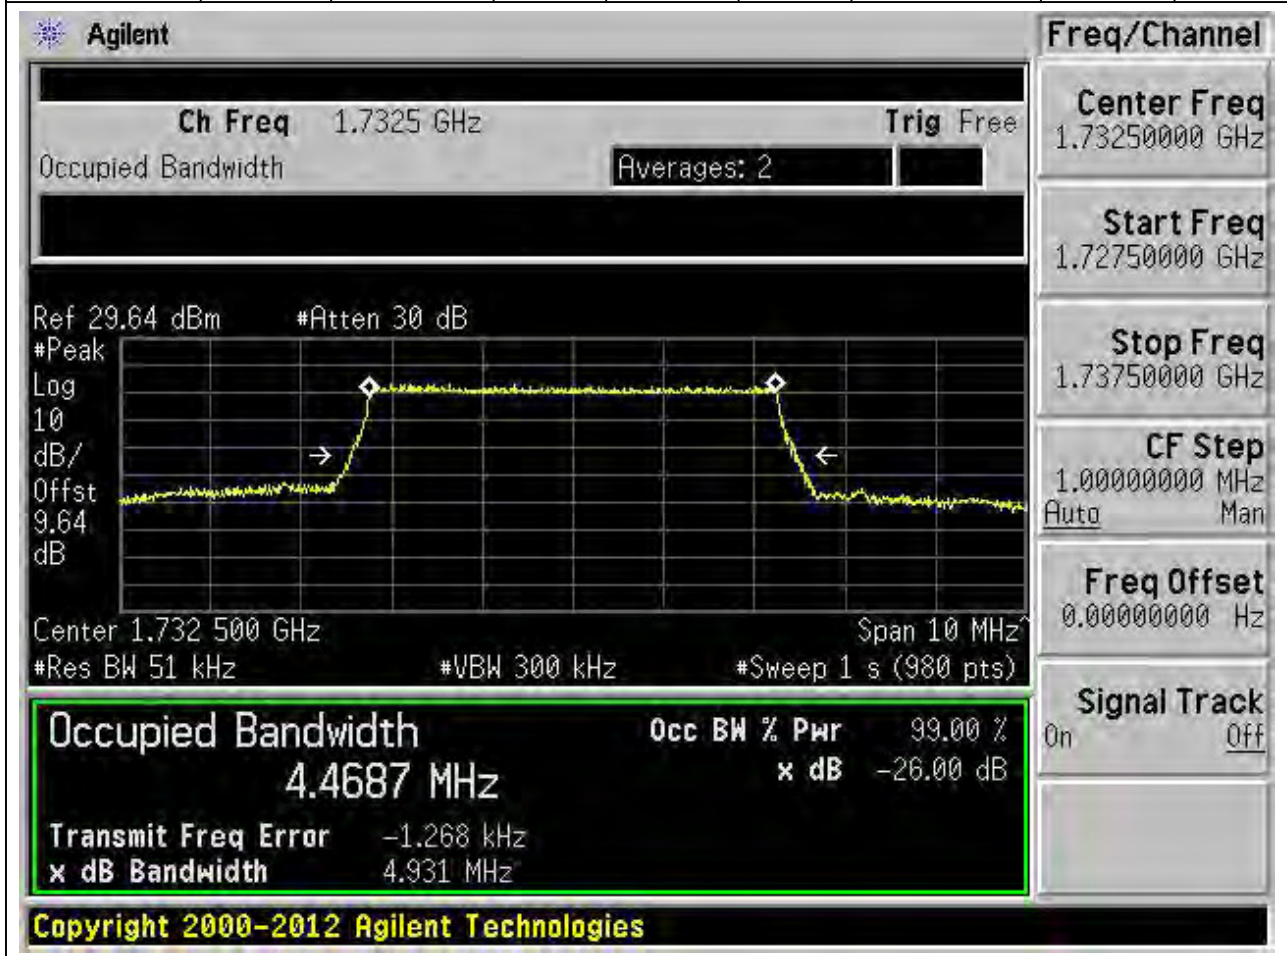 Agilent
Freq/Channel
Ch Freq 1.7325 GHz Trig Free
Occupied Bandwidth Averages: 2
Center Freq
1.73250000 GHz
Start Freq
1.72750000 GHz
Stop Freq
1.73750000 GHz
CF Step
1.00000000 MHz
Auto Man
Freq Offset
0.00000000 Hz
Signal Track
On Off
Ref 29.64 dBm #Atten 30 dB
#Peak
Log
10
dB/
Offst
9.64
dB
Center 1.732 500 GHz Span 10 MHz^
#Res BW 51 kHz #VBW 300 kHz #Sweep 1 s (980 pts)
Occupied Bandwidth Occ BW % Pwr 99.00 %
4.4687 MHz x dB -26.00 dB
Transmit Freq Error -1.268 kHz
x dB Bandwidth 4.931 MHz
Copyright 2000-2012 Agilent Technologies